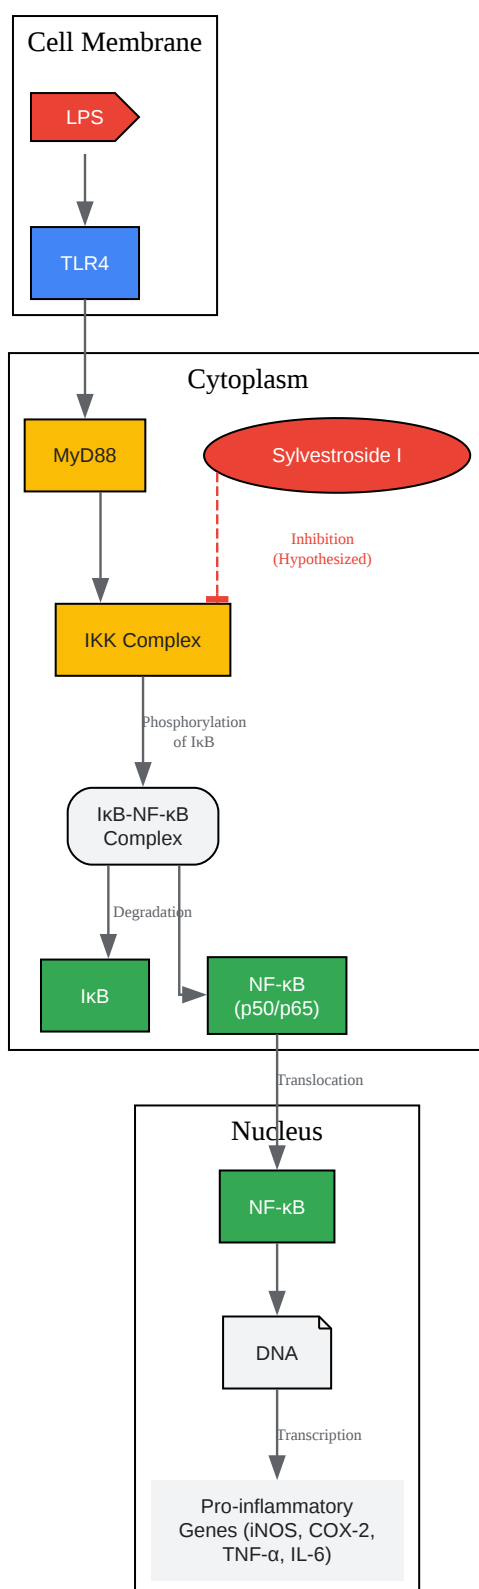 Cell Membrane
LPS
TLR4
Cytoplasm
MyD88
Sylvestroside I
Inhibition
(Hypothesized)
IKK Complex
Phosphorylation
of IκB
IκB-NF-κB
Complex
Degradation
IκB
NF-κB
(p50/p65)
Translocation
Nucleus
NF-κB
DNA
Transcription
Pro-inflammatory
Genes (iNOS, COX-2,
TNF-α, IL-6)